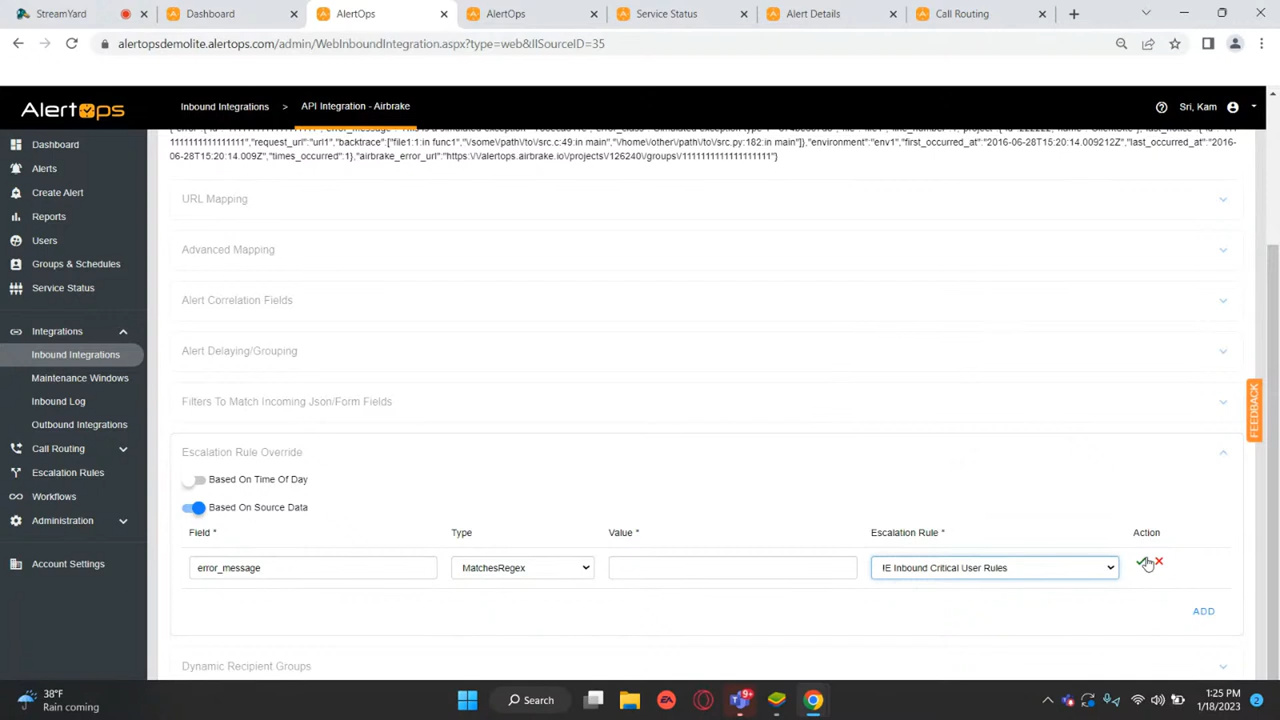 StreamYard
Dashboard
AlertOps
AlertOps
Service Status
Alert Details
Call Routing
alertopsdemolite.alertops.com/admin/WebInboundIntegration.aspx?type=web&IISourceID=35
AlertOps
Inbound Integrations > API Integration - Airbrake
Sri, Kam
11
1111111111111","request_url":"url1","backtrace":["file1:1:in func1","\/some\/path\/to\/src.c:49:in main","\/home\/other\/path\/to\/src.py:182:in main"]},"environment":"env1","first_occurred_at":"2016-06-28T15:20:14.009212Z","last_occurred_at":"2016-
06-28T15:20:14.009Z","times_occurred":1},"airbrake_error_url":"https:\/\/alertops.airbrake.io\/projects\/126240\/groups\/1111111111111111111"}
Dashboard
Alerts
Create Alert
Reports
Users
Groups & Schedules
Service Status
Integrations
Inbound Integrations
Maintenance Windows
Inbound Log
Outbound Integrations
Call Routing
Escalation Rules
Workflows
Administration
Account Settings
URL Mapping
Advanced Mapping
Alert Correlation Fields
Alert Delaying/Grouping
Filters To Match Incoming Json/Form Fields
Escalation Rule Override
Based On Time Of Day
Based On Source Data
Field * Type Value * Escalation Rule * Action
error_message MatchesRegex IE Inbound Critical User Rules
ADD
Dynamic Recipient Groups
FEEDBACK
38°F
Rain coming
Search
9+
1:25 PM
1/18/2023
2